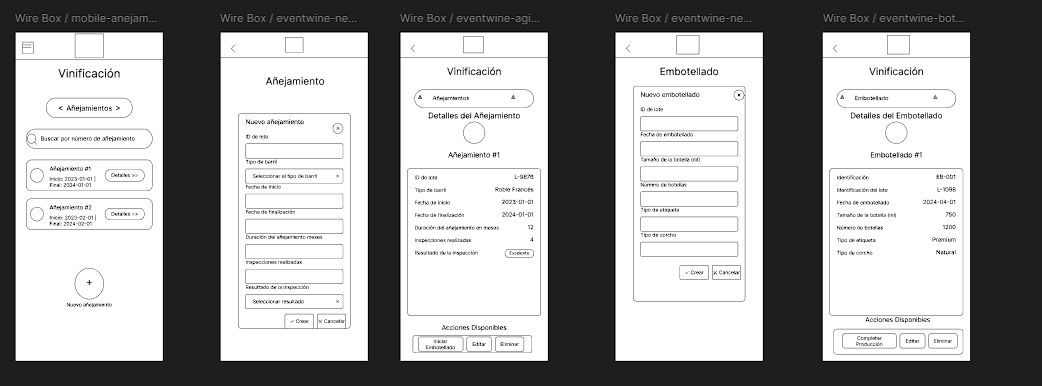 Wire Box / mobile-anejam...
Vinificación
< Añejamientos >
Buscar por número de añejamiento
Añejamiento #1
Inicio: 2023-01-01 |
Final: 2024-01-01
Detalles >>
Añejamiento #2
Inicio: 2023-02-01 |
Final: 2024-02-01
Detalles >>
+
Nuevo añejamiento
Wire Box / eventwine-ne...
Añejamiento
Nuevo añejamiento
ID de lote
Tipo de barril
Seleccionar el tipo de barril
Fecha de inicio
Fecha de finalización
Duración del añejamiento meses
Inspecciones realizadas
Resultado de la inspección
Seleccionar resultado
✓ Crear
× Cancelar
Wire Box / eventwine-agi...
Vinificación
Añejamientos
Detalles del Añejamiento
Añejamiento #1
ID de lote L-9876
Tipo de barril Roble Francés
Fecha de inicio 2023-01-01
Fecha de finalización 2024-01-01
Duración del añejamiento en meses 12
Inspecciones realizadas 4
Resultado de la inspección Excelente
Acciones Disponibles
Iniciar
Embotellado
Editar
Eliminar
Wire Box / eventwine-ne...
Embotellado
Nuevo embotellado
ID de lote
Fecha de embotellado
Tamaño de la botella (ml)
Número de botellas
Tipo de etiqueta
Tipo de corcho
✓ Crear
× Cancelar
Wire Box / eventwine-bot...
Vinificación
Embotellado
Detalles del Embotellado
Embotellado #1
Identificación EB-001
Identificación del lote L-1098
Fecha de embotellado 2024-04-01
Tamaño de la botella (ml) 750
Número de botellas 1200
Tipo de etiqueta Premium
Tipo de corcho Natural
Acciones Disponibles
Completar
Producción
Editar
Eliminar